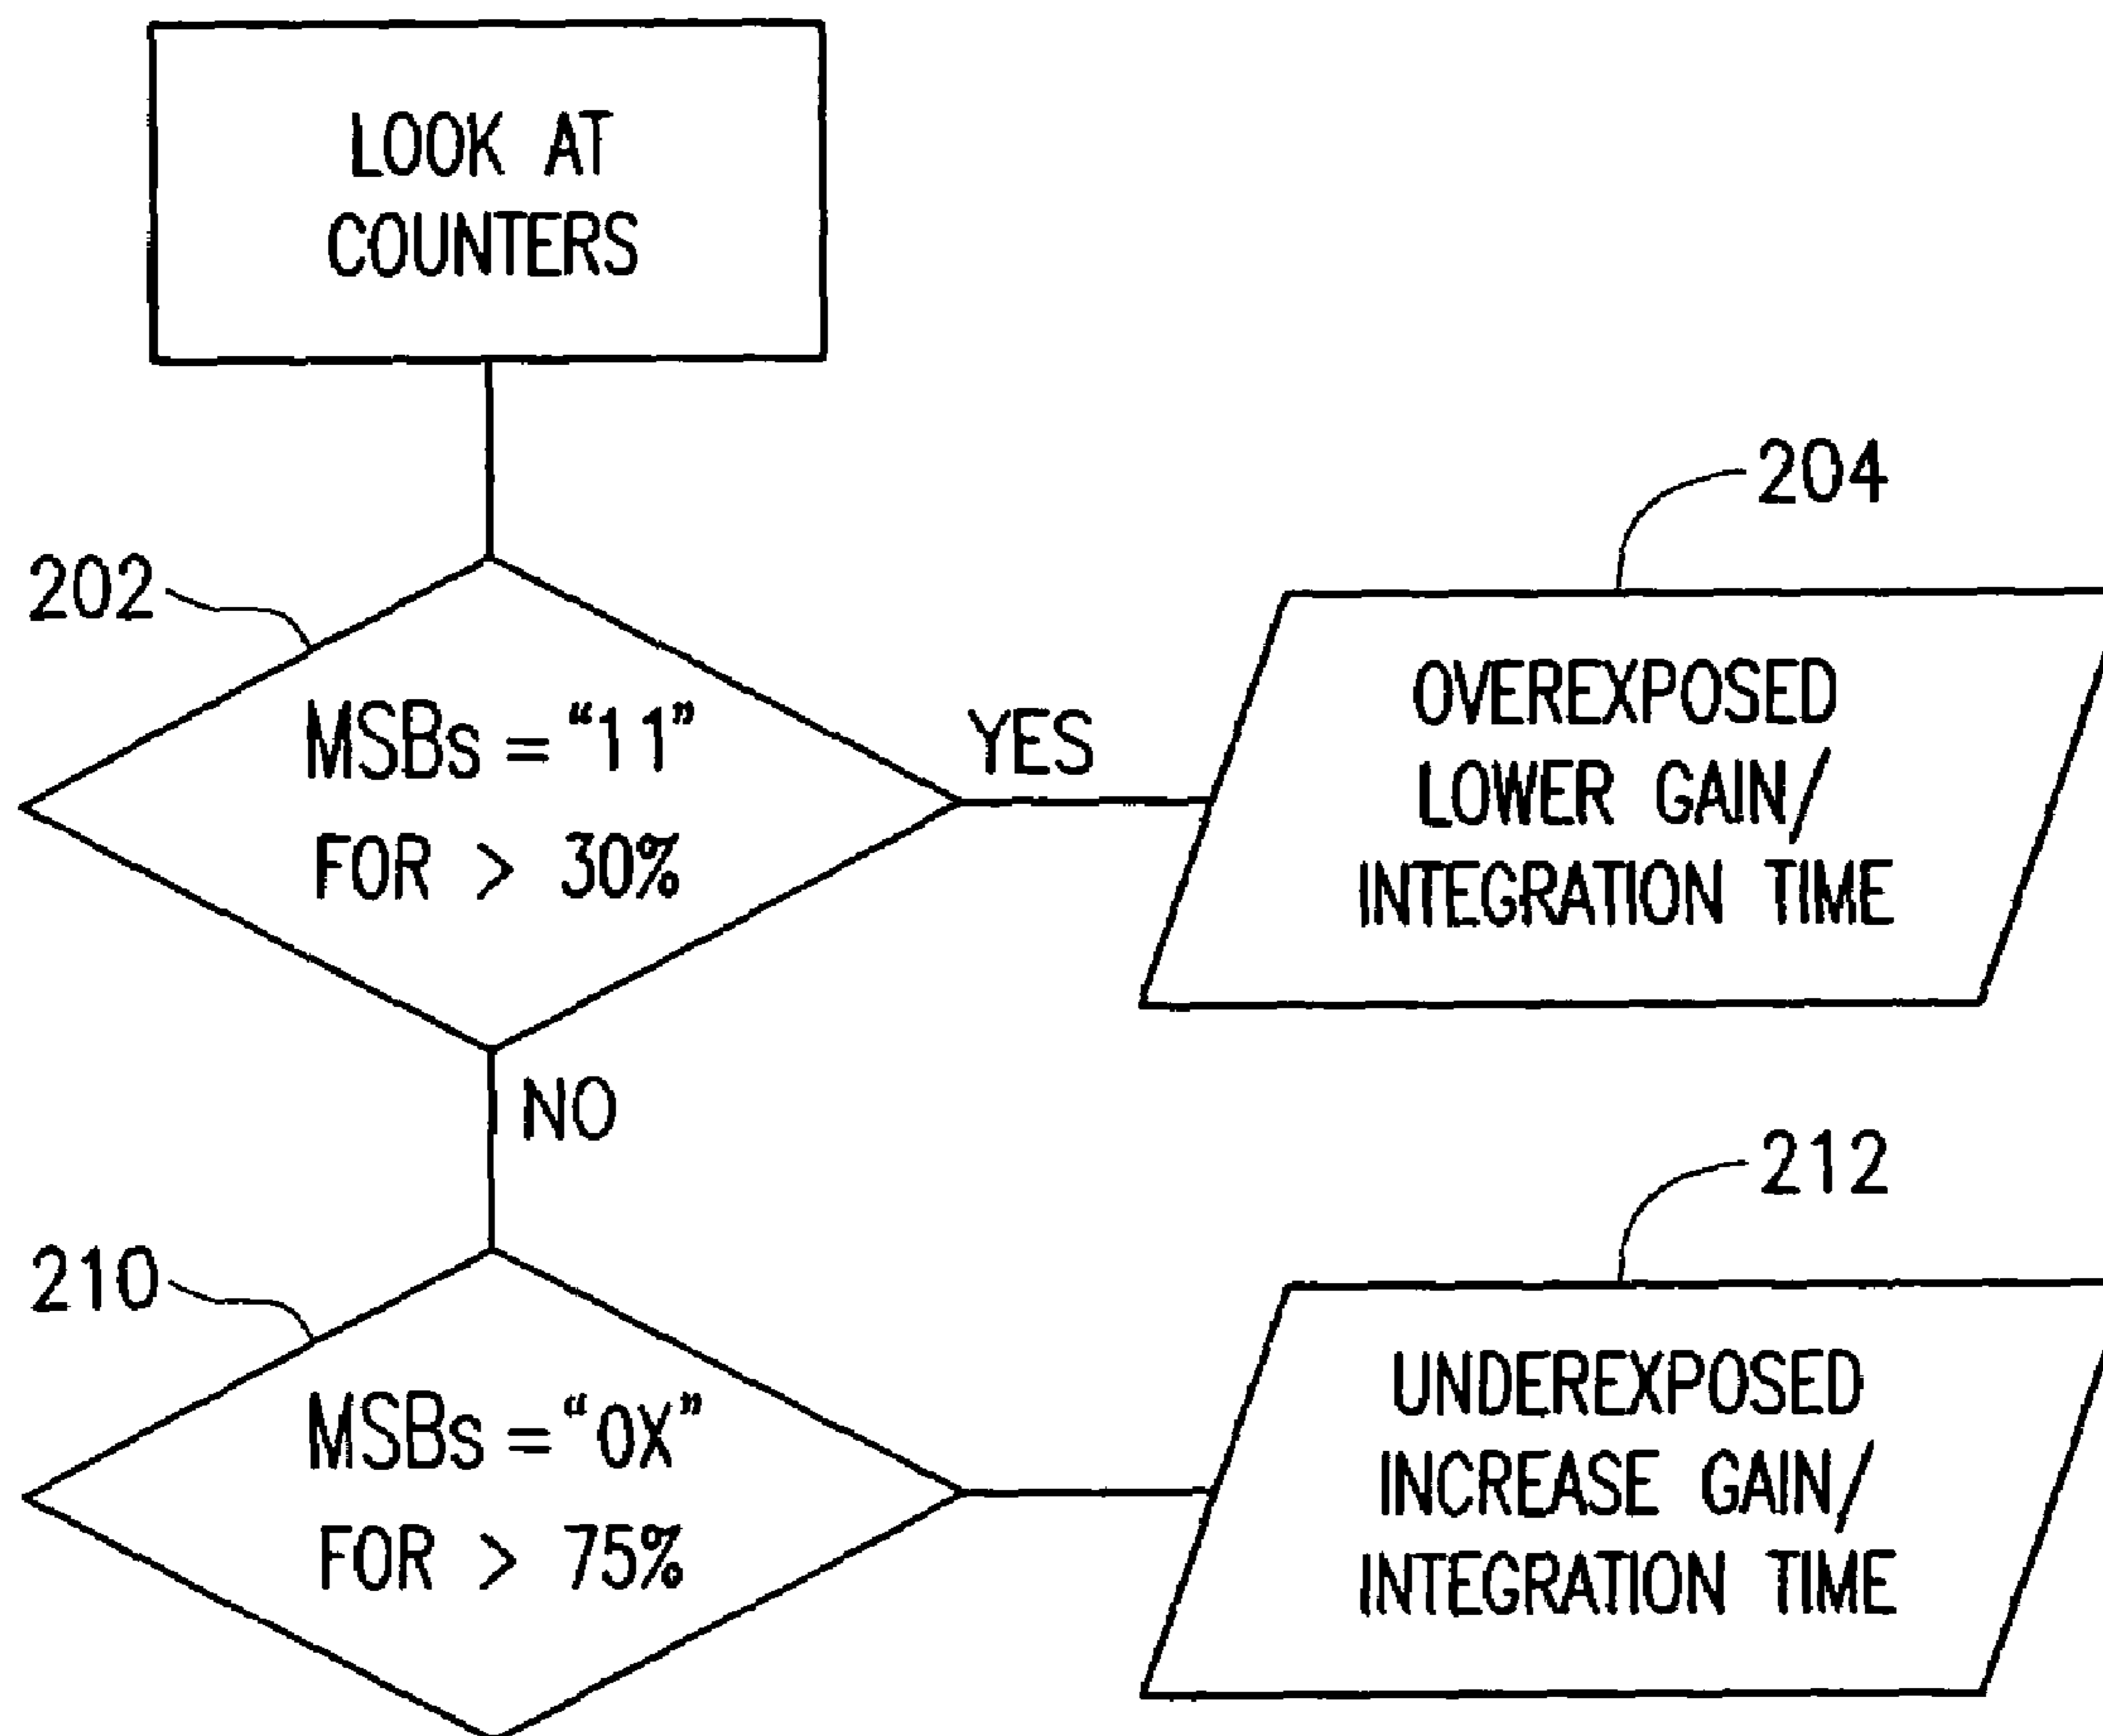 LOOK AT
COUNTERS
202
MSBs = “11”
FOR > 30%
YES
204
OVEREXPOSED
LOWER GAIN/
INTEGRATION TIME
NO
210
MSBs = “0X”
FOR > 75%
212
UNDEREXPOSED
INCREASE GAIN/
INTEGRATION TIME